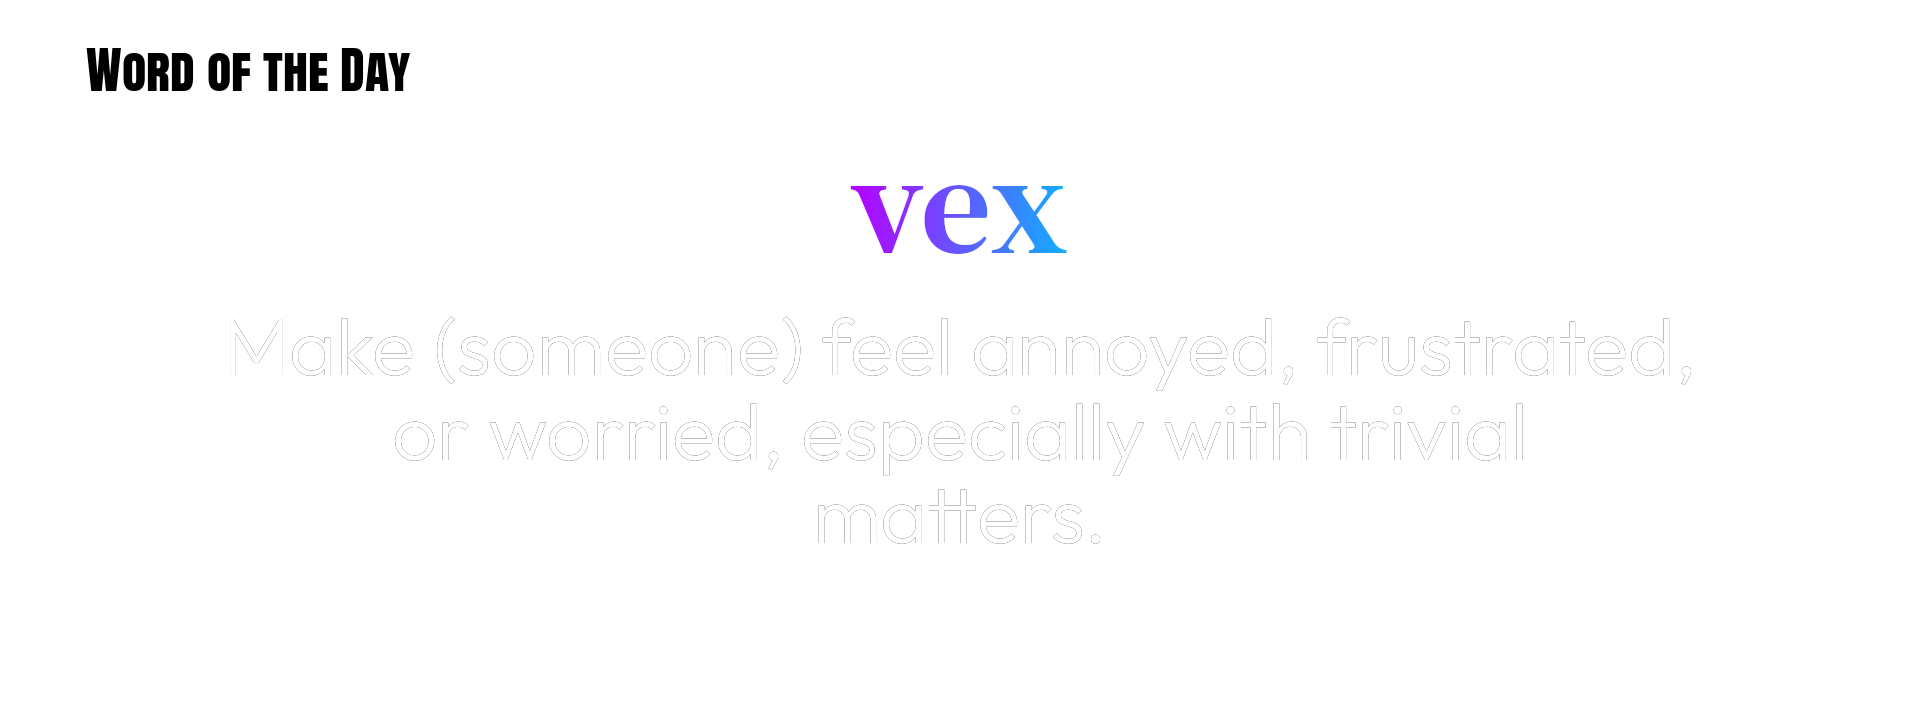 Word of the Day
vex
Make (someone) feel annoyed, frustrated,
or worried, especially with trivial
matters.